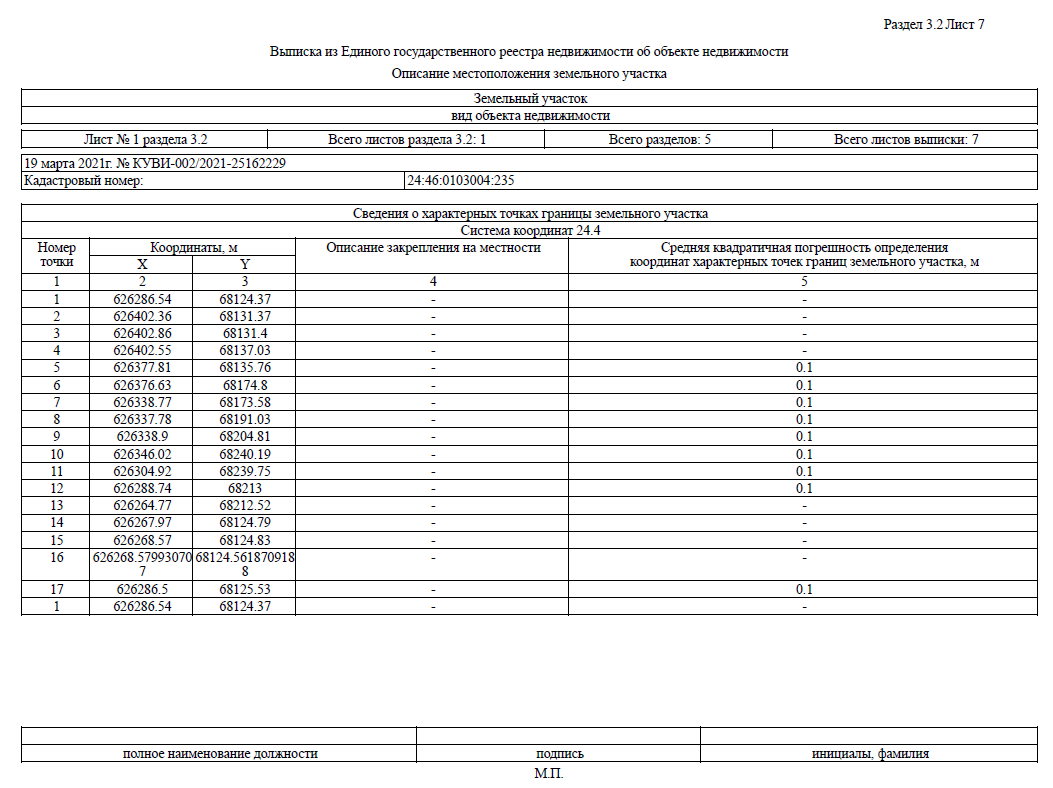 Раздел 3.2 Лист 7
Выписка из Единого государственного реестра недвижимости об объекте недвижимости
Описание местоположения земельного участка
Земельный участок
вид объекта недвижимости
Лист № 1 раздела 3.2 Всего листов раздела 3.2: 1 Всего разделов: 5 Всего листов выписки: 7
19 марта 2021г. № КУВИ-002/2021-25162229
Кадастровый номер: 24:46:0103004:235
Сведения о характерных точках границы земельного участка
Система координат 24.4
Номер Координаты, м Описание закрепления на местности Средняя квадратичная погрешность определения
точки X Y координат характерных точек границ земельного участка, м
1 2 3 4 5
1 626286.54 68124.37 - -
2 626402.36 68131.37 - -
3 626402.86 68131.4 - -
4 626402.55 68137.03 - -
5 626377.81 68135.76 - 0.1
6 626376.63 68174.8 - 0.1
7 626338.77 68173.58 - 0.1
8 626337.78 68191.03 - 0.1
9 626338.9 68204.81 - 0.1
10 626346.02 68240.19 - 0.1
11 626304.92 68239.75 - 0.1
12 626288.74 68213 - 0.1
13 626264.77 68212.52 - -
14 626267.97 68124.79 - -
15 626268.57 68124.83 - -
16 626268.57993070 68124.561870918 - -
7 8
17 626286.5 68125.53 - 0.1
1 626286.54 68124.37 - -
полное наименование должности подпись инициалы, фамилия
М.П.